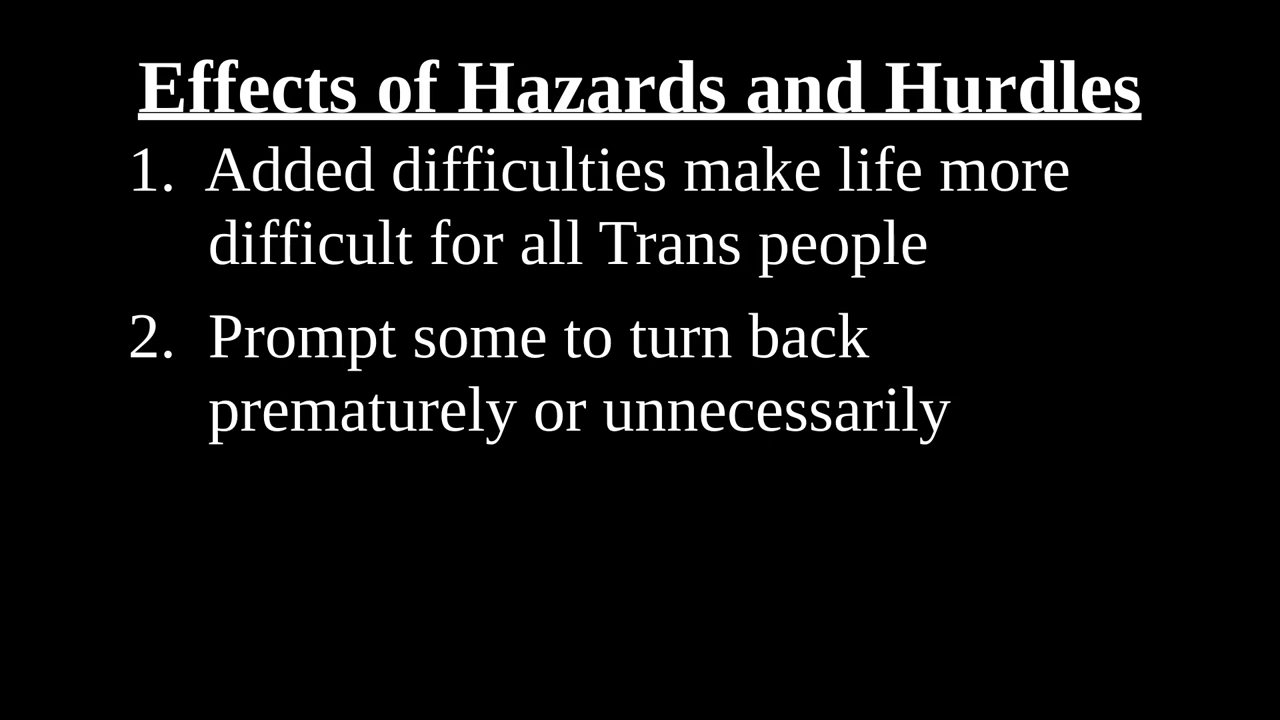 Effects of Hazards and Hurdles
1. Added difficulties make life more
difficult for all Trans people
2. Prompt some to turn back
prematurely or unnecessarily